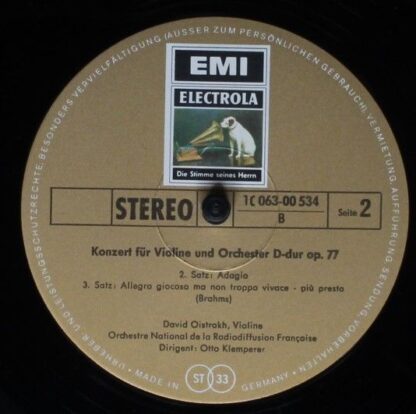 EMI
ELECTROLA
Die Stimme seines Herrn
STEREO
1C 063-00 534
B
Seite 2
Konzert für Violine und Orchester D-dur op. 77
2. Satz: Adagio
3. Satz: Allegro giocoso ma non troppo vivace - più presto
(Brahms)
David Oistrakh, Violine
Orchestre National de la Radiodiffusion Française
Dirigent: Otto Klemperer
URHEBER- UND LEISTUNGSSCHUTZRECHTE, BESONDERS VERVIELFÄLTIGUNG (AUSSER ZUM PERSÖNLICHEN GEBRAUCH), VERMIETUNG, AUFFÜHRUNG, SENDUNG, VORBEHALTEN
MADE IN GERMANY
ST 33